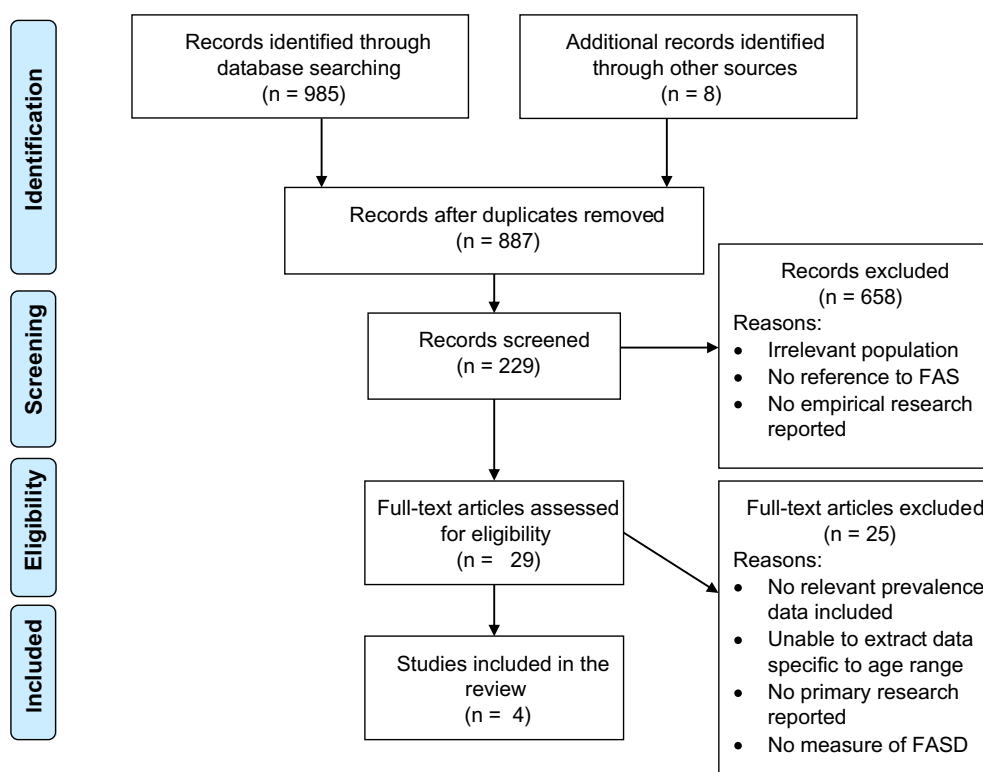 Identification
Records identified through
database searching
(n = 985)
Additional records identified
through other sources
(n = 8)
Records after duplicates removed
(n = 887)
Screening
Records screened
(n = 229)
Records excluded
(n = 658)
Reasons:
• Irrelevant population
• No reference to FAS
• No empirical research
reported
Eligibility
Full-text articles assessed
for eligibility
(n = 29)
Full-text articles excluded
(n = 25)
Reasons:
• No relevant prevalence
data included
• Unable to extract data
specific to age range
• No primary research
reported
• No measure of FASD
Included
Studies included in the
review
(n = 4)